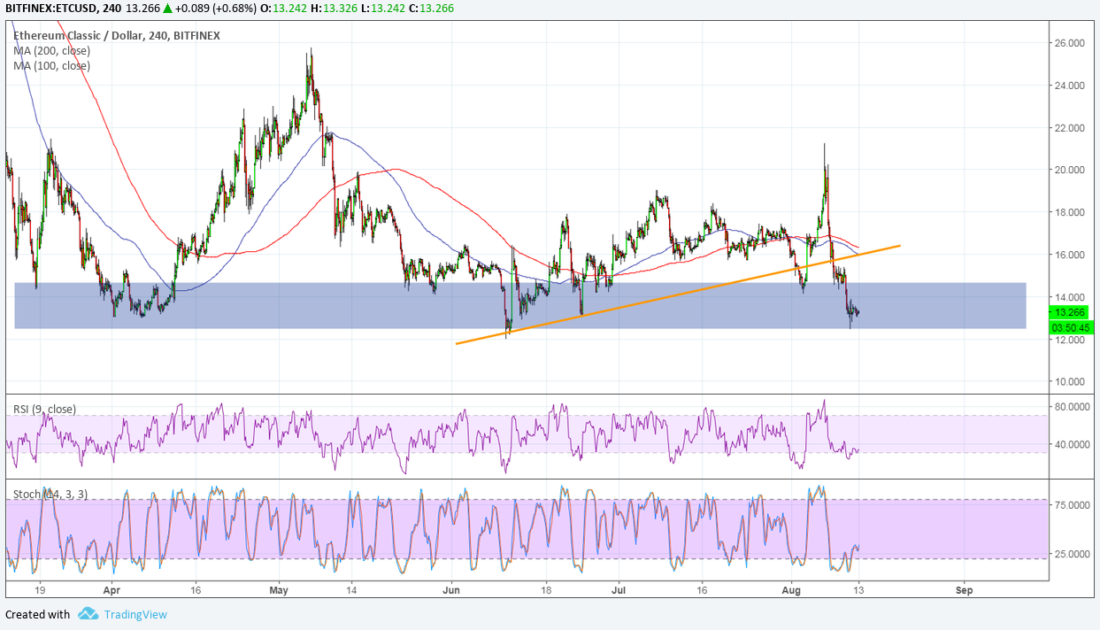 BITFINEX:ETCUSD, 240 13.266 ▲ +0.089 (+0.68%) O:13.242 H:13.326 L:13.242 C:13.266
Ethereum Classic / Dollar, 240, BITFINEX
MA (200, close)
MA (100, close)
26.000
24.000
22.000
20.000
18.000
16.000
14.000
13.266
03:50:45
12.000
10.000
RSI (9, close)
80.0000
40.0000
Stoch (14, 3, 3)
75.0000
25.0000
19 Apr 16 May 14 Jun 18 Jul 16 Aug 13 Sep
Created with TradingView